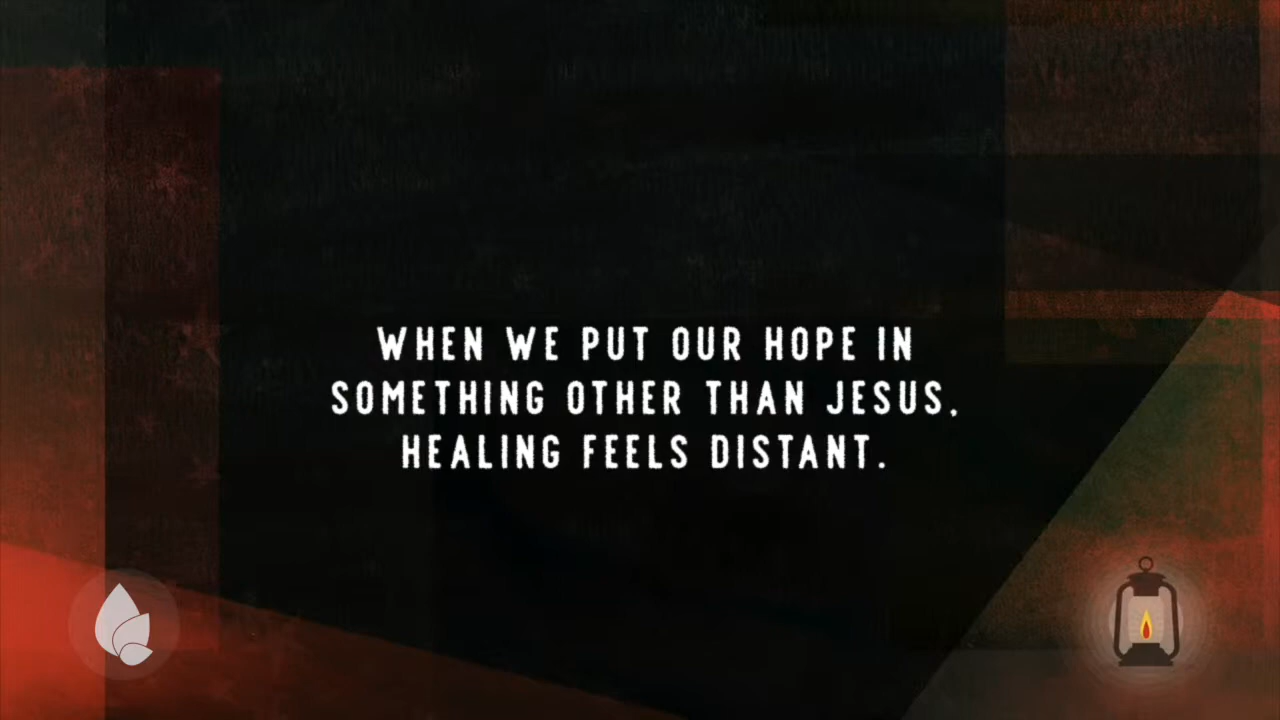 WHEN WE PUT OUR HOPE IN
SOMETHING OTHER THAN JESUS,
HEALING FEELS DISTANT.